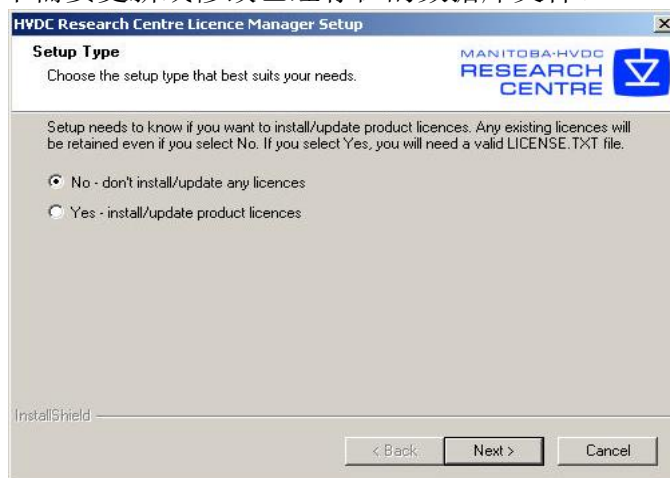 HVDC Research Centre Licence Manager Setup
Setup Type
Choose the setup type that best suits your needs.
MANITOBA-HVDC
RESEARCH
CENTRE
Setup needs to know if you want to install/update product licences. Any existing licences will
be retained even if you select No. If you select Yes, you will need a valid LICENSE.TXT file.
No - don't install/update any licences
Yes - install/update product licences
InstallShield
< Back
Next >
Cancel